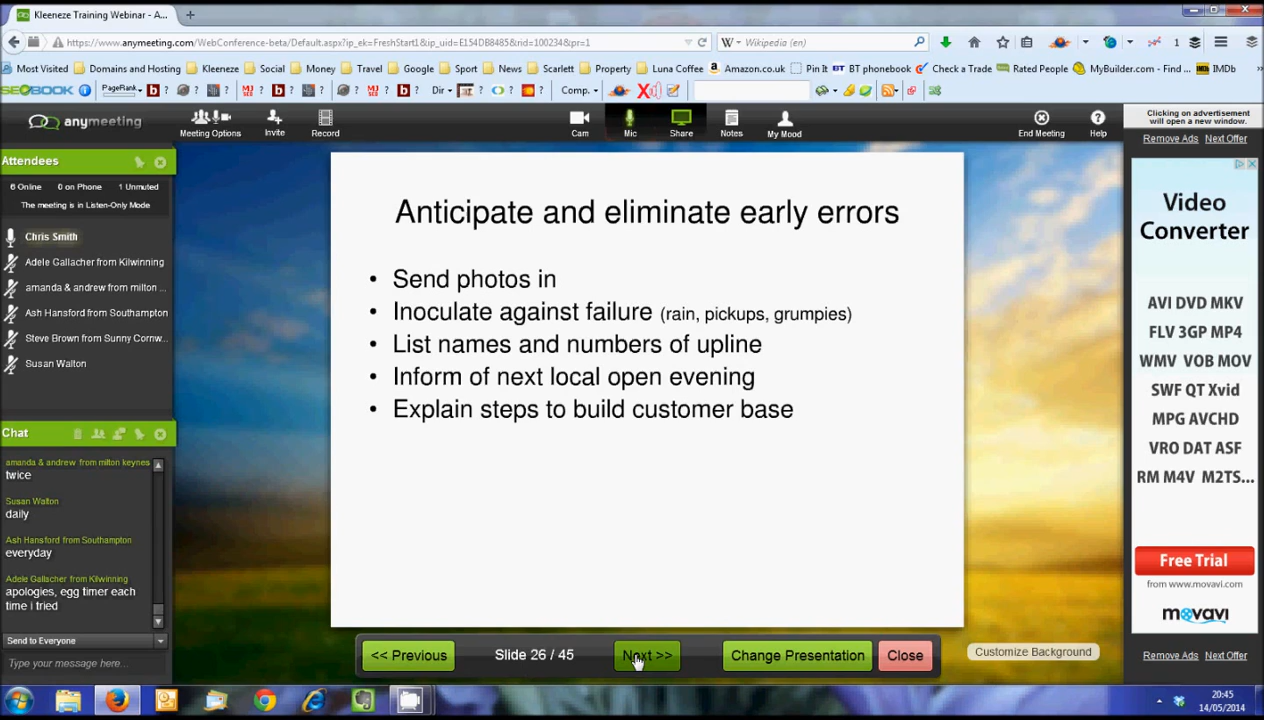 Kleeneze Training Webinar - A...
https://www.anymeeting.com/WebConference-beta/Default.aspx?ip_ek=FreshStart1&ip_uid=E154DB8485&rid=100234&pr=1
Wikipedia (en)
1
Most Visited
Domains and Hosting
Kleeneze
Social
Money
Travel
Google
Sport
News
Scarlett
Property
Luna Coffee
Amazon.co.uk
Pin It
BT phonebook
Check a Trade
Rated People
MyBuilder.com - Find ...
IMDb
SEOBOOK
PageRank
Dir
Comp.
anymeeting
Meeting Options
Invite
Record
Cam
Mic
Share
Notes
My Mood
End Meeting
Help
Clicking on advertisement
will open a new window.
Remove Ads Next Offer
Attendees
6 Online 0 on Phone 1 Unmuted
The meeting is in Listen-Only Mode
Chris Smith
Adele Gallacher from Kilwinning
amanda & andrew from milton ...
Ash Hansford from Southampton
Steve Brown from Sunny Cornw...
Susan Walton
Chat
amanda & andrew from milton keynes
twice
Susan Walton
daily
Ash Hansford from Southampton
everyday
Adele Gallacher from Kilwinning
apologies, egg timer each
time i tried
Send to Everyone
Type your message here...
Anticipate and eliminate early errors
• Send photos in
• Inoculate against failure (rain, pickups, grumpies)
• List names and numbers of upline
• Inform of next local open evening
• Explain steps to build customer base
<< Previous
Slide 26 / 45
Next >>
Change Presentation
Close
Customize Background
Video
Converter
AVI DVD MKV
FLV 3GP MP4
WMV VOB MOV
SWF QT Xvid
MPG AVCHD
VRO DAT ASF
RM M4V M2TS...
Free Trial
from www.movavi.com
movavi
Remove Ads Next Offer
20:45
14/05/2014